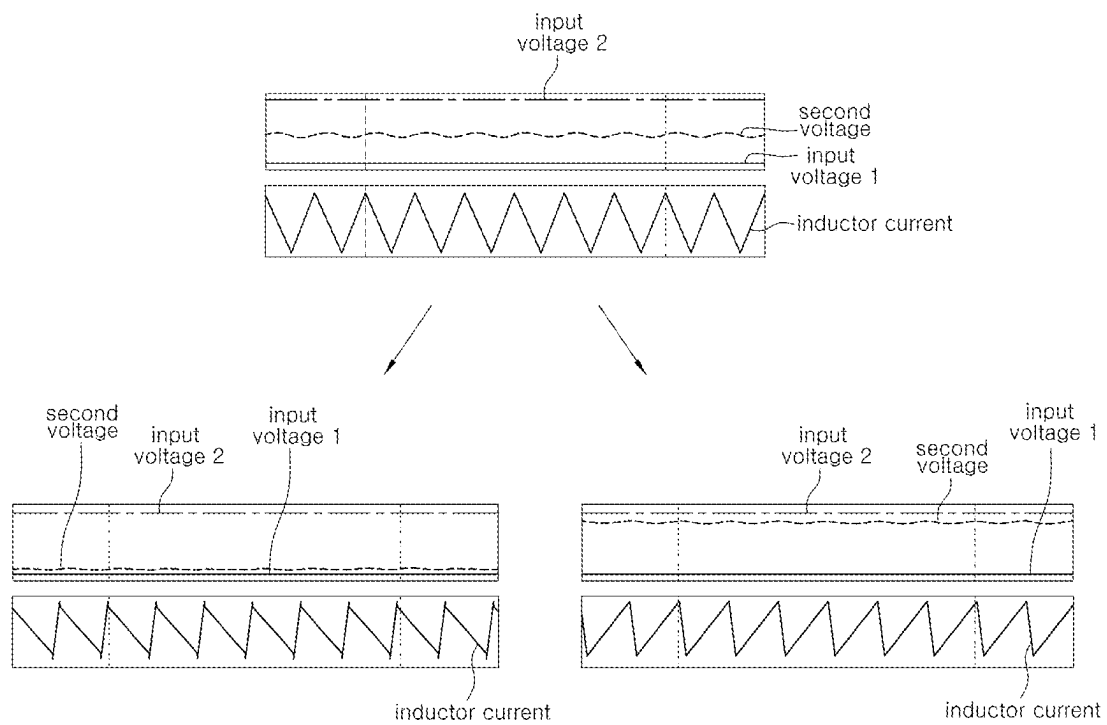 input
voltage 2
second
voltage
input
voltage 1
inductor current
second
voltage
input
voltage 2
input
voltage 1
inductor current
input
voltage 2
second
voltage
input
voltage 1
inductor current